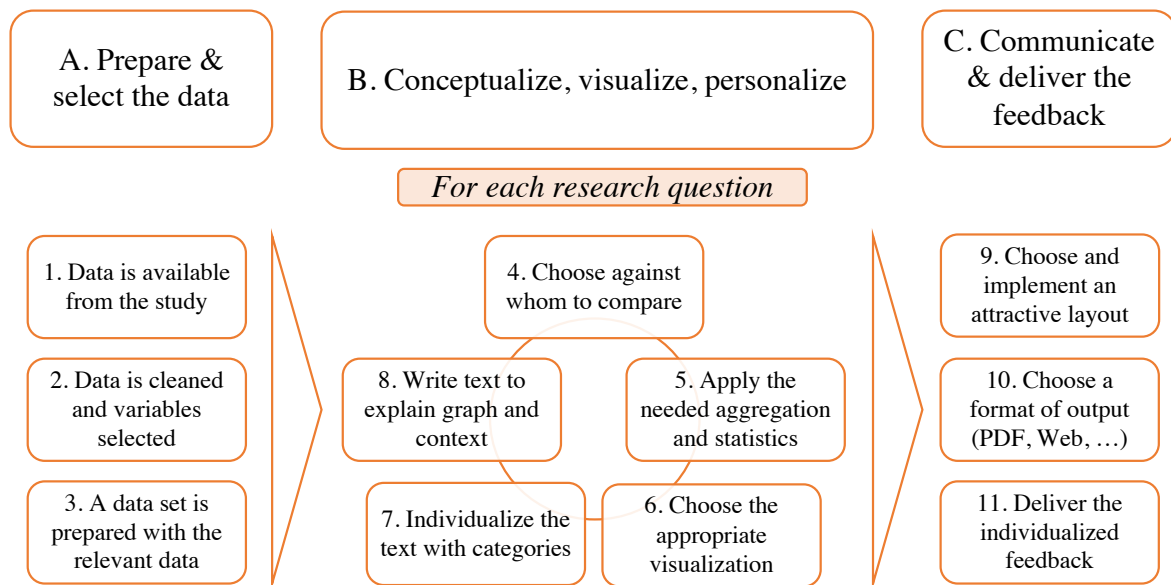 A. Prepare &
select the data
B. Conceptualize, visualize, personalize
C. Communicate
& deliver the
feedback
For each research question
1. Data is available
from the study
2. Data is cleaned
and variables
selected
3. A data set is
prepared with the
relevant data
4. Choose against
whom to compare
5. Apply the
needed aggregation
and statistics
6. Choose the
appropriate
visualization
7. Individualize the
text with categories
8. Write text to
explain graph and
context
9. Choose and
implement an
attractive layout
10. Choose a
format of output
(PDF, Web, …)
11. Deliver the
individualized
feedback